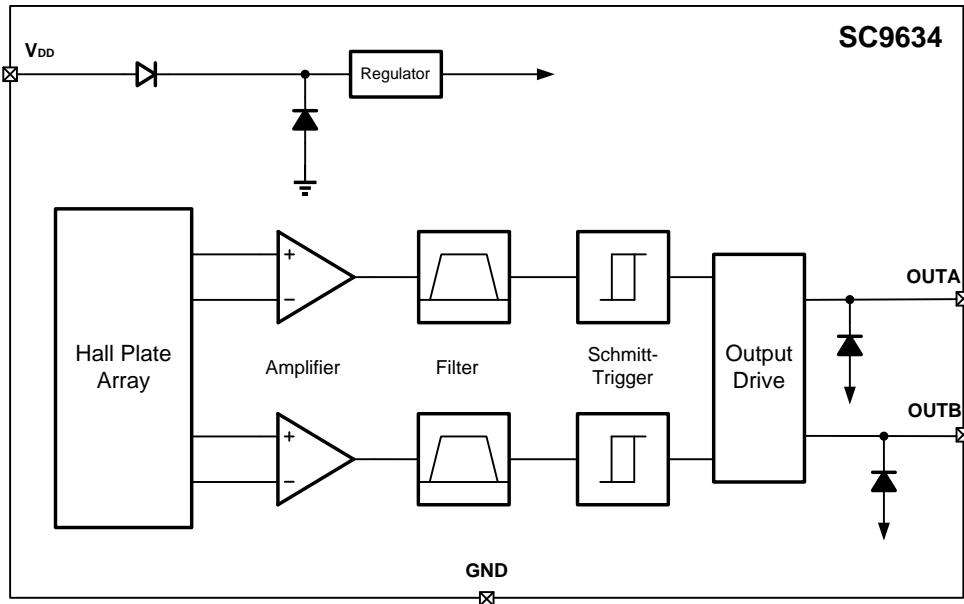 SC9634
VDD
Regulator
+
−
+
−
Hall Plate
Array
Amplifier
Filter
Schmitt-
Trigger
Output
Drive
OUTA
OUTB
GND